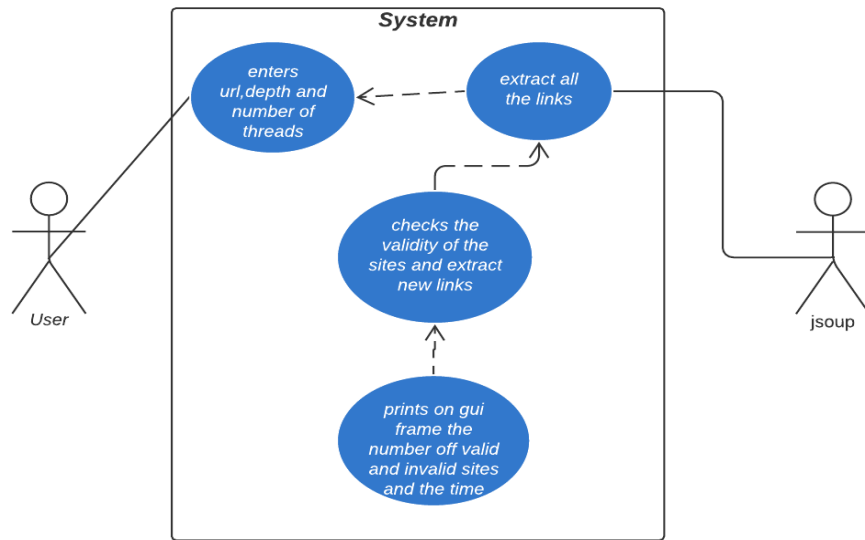 System
enters
url,depth and
number of
threads
extract all
the links
checks the
validity of the
sites and extract
new links
User
jsoup
prints on gui
frame the
number off valid
and invalid sites
and the time